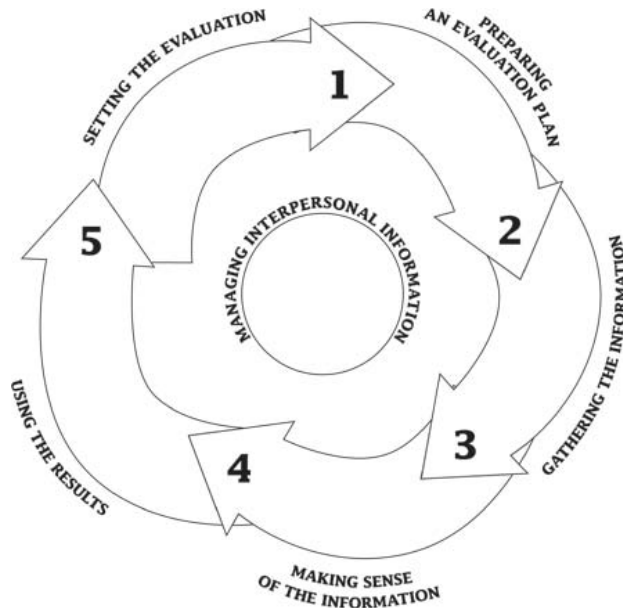 SETTING THE EVALUATION
1
PREPARING
AN EVALUATION PLAN
2
GATHERING THE INFORMATION
3
MAKING SENSE
OF THE INFORMATION
4
USING THE RESULTS
5
MANAGING INTERPERSONAL INFORMATION